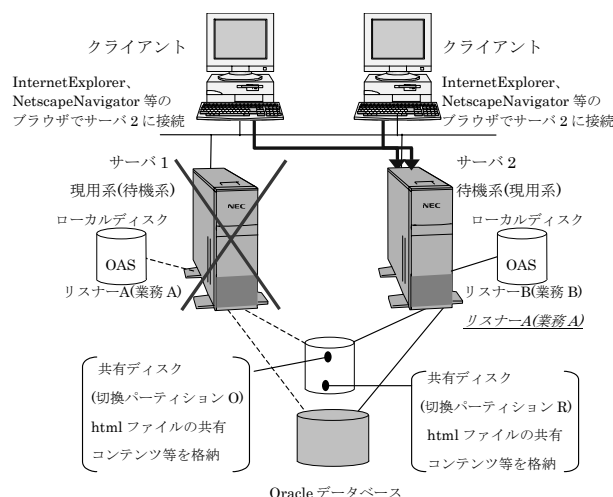 クライアント
クライアント
InternetExplorer、
NetscapeNavigator 等の
ブラウザでサーバ 2 に接続
InternetExplorer、
NetscapeNavigator 等の
ブラウザでサーバ 2 に接続
サーバ 1
現用系(待機系)
サーバ 2
待機系(現用系)
NEC
NEC
ローカルディスク
OAS
リスナーA(業務 A)
ローカルディスク
OAS
リスナーB(業務 B)
リスナーA(業務 A)
共有ディスク
(切換パーティション O)
html ファイルの共有
コンテンツ等を格納
共有ディスク
(切換パーティション R)
html ファイルの共有
コンテンツ等を格納
Oracle データベース